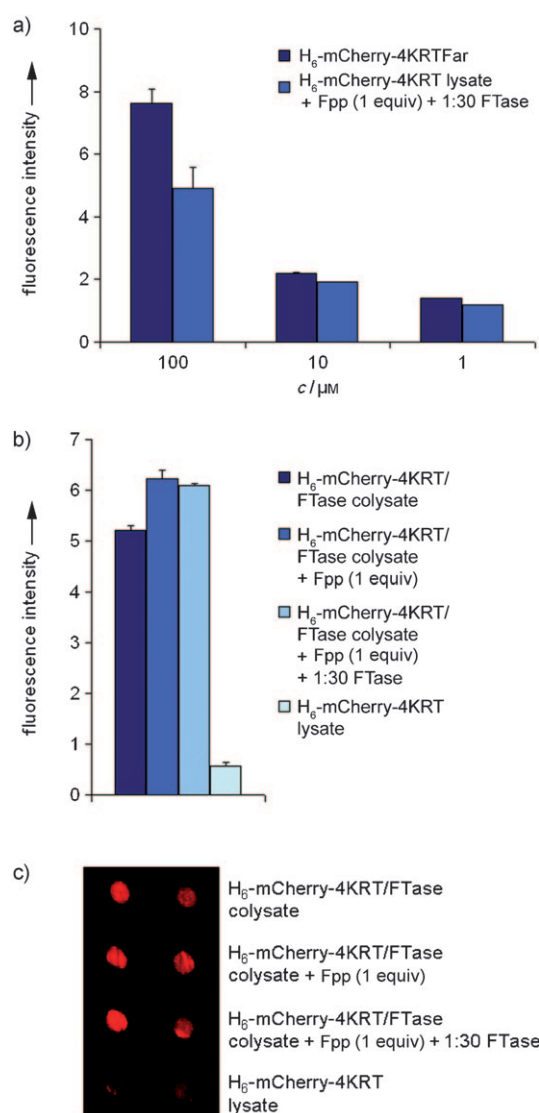 a)
10
8
6
4
2
0
fluorescence intensity
H₆-mCherry-4KRTFar
H₆-mCherry-4KRT lysate
+ Fpp (1 equiv) + 1:30 FTase
100 10 1
c/μM
b)
7
6
5
4
3
2
1
0
fluorescence intensity
H₆-mCherry-4KRT/
FTase colysate
H₆-mCherry-4KRT/
FTase colysate
+ Fpp (1 equiv)
H₆-mCherry-4KRT/
FTase colysate
+ Fpp (1 equiv)
+ 1:30 FTase
H₆-mCherry-4KRT
lysate
c)
H₆-mCherry-4KRT/FTase
colysate
H₆-mCherry-4KRT/FTase
colysate + Fpp (1 equiv)
H₆-mCherry-4KRT/FTase
colysate + Fpp (1 equiv) + 1:30 FTase
H₆-mCherry-4KRT
lysate